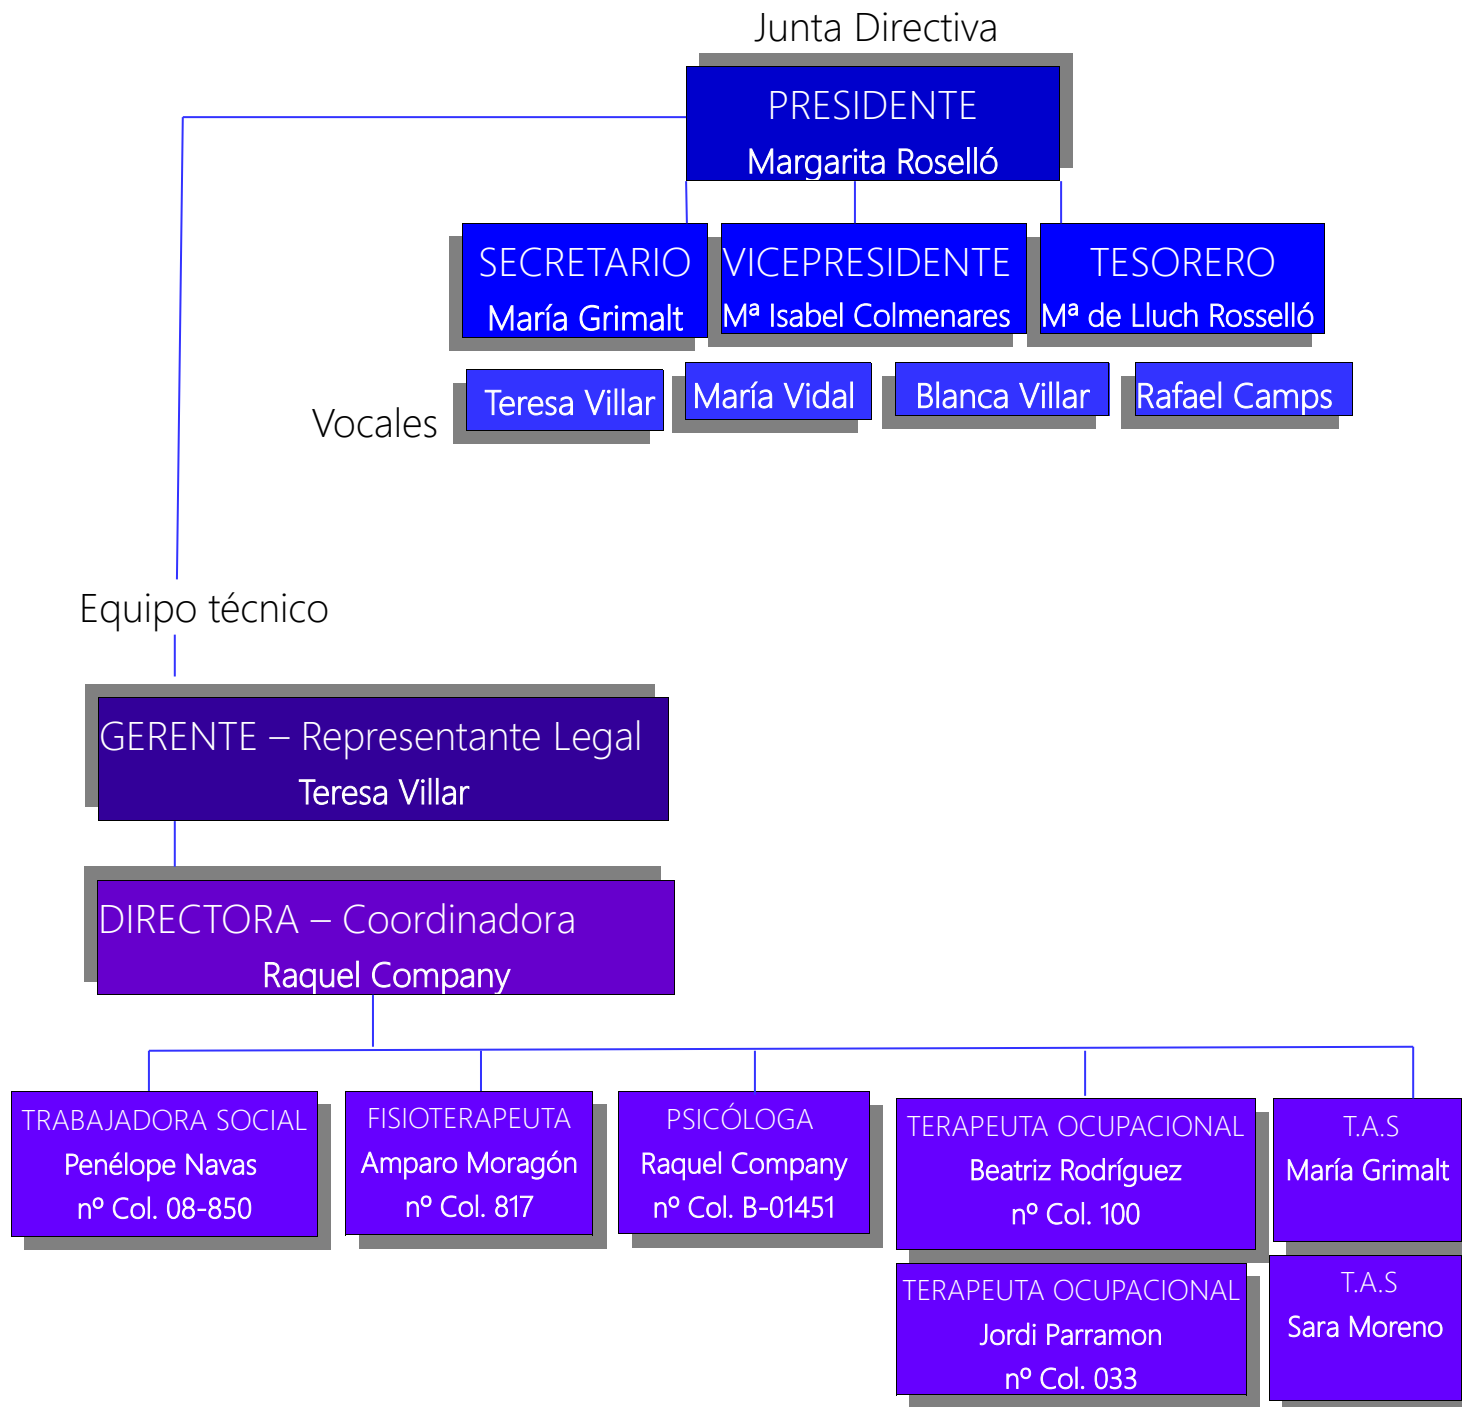 Junta Directiva
PRESIDENTE
Margarita Roselló
SECRETARIO
María Grimalt
VICEPRESIDENTE
Mª Isabel Colmenares
TESORERO
Mª de Lluch Rosselló
Vocales
Teresa Villar
María Vidal
Blanca Villar
Rafael Camps
Equipo técnico
GERENTE – Representante Legal
Teresa Villar
DIRECTORA – Coordinadora
Raquel Company
TRABAJADORA SOCIAL
Penélope Navas
nº Col. 08-850
FISIOTERAPEUTA
Amparo Moragón
nº Col. 817
PSICÓLOGA
Raquel Company
nº Col. B-01451
TERAPEUTA OCUPACIONAL
Beatriz Rodríguez
nº Col. 100
T.A.S
María Grimalt
TERAPEUTA OCUPACIONAL
Jordi Parramon
nº Col. 033
T.A.S
Sara Moreno